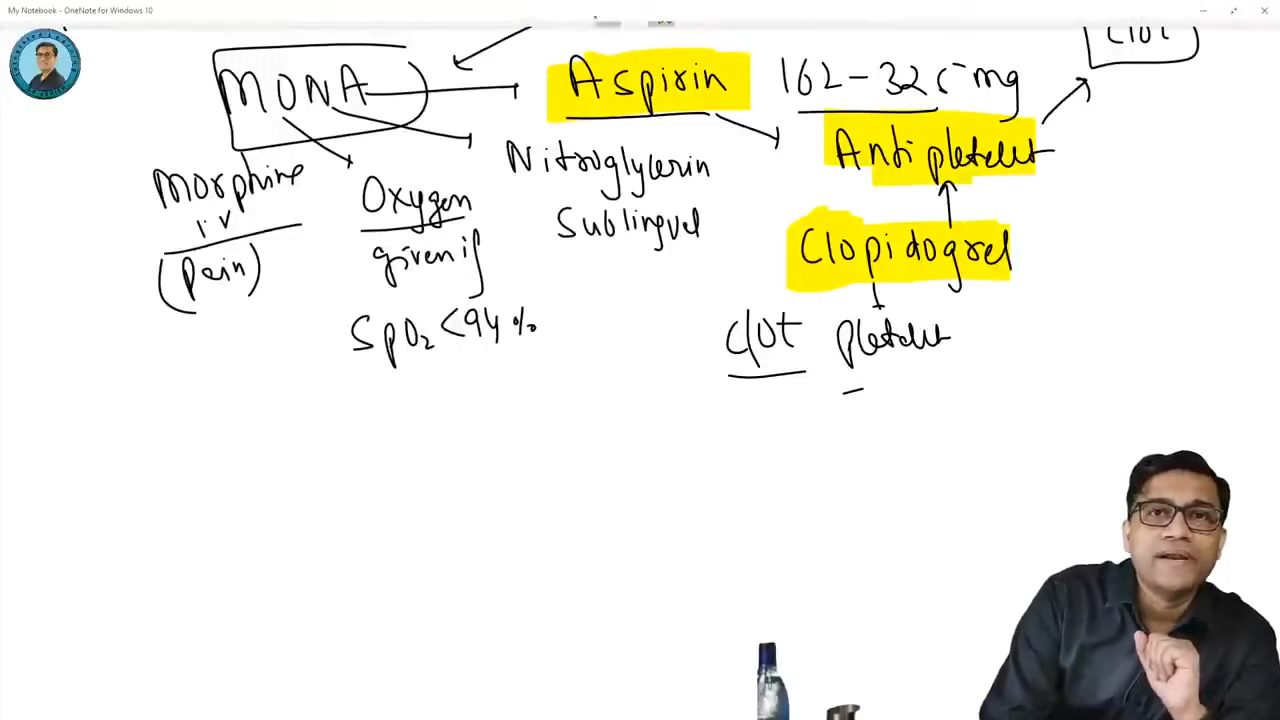 My Notebook - OneNote for Windows 10
MONA
Aspirin 162-325 mg
Antiplatelet
Morphine
i.v
(Pain)
Oxygen
given if
SpO2 <94%
Nitroglycerin
Sublingual
Clopidogrel
Clot platelet
Clot